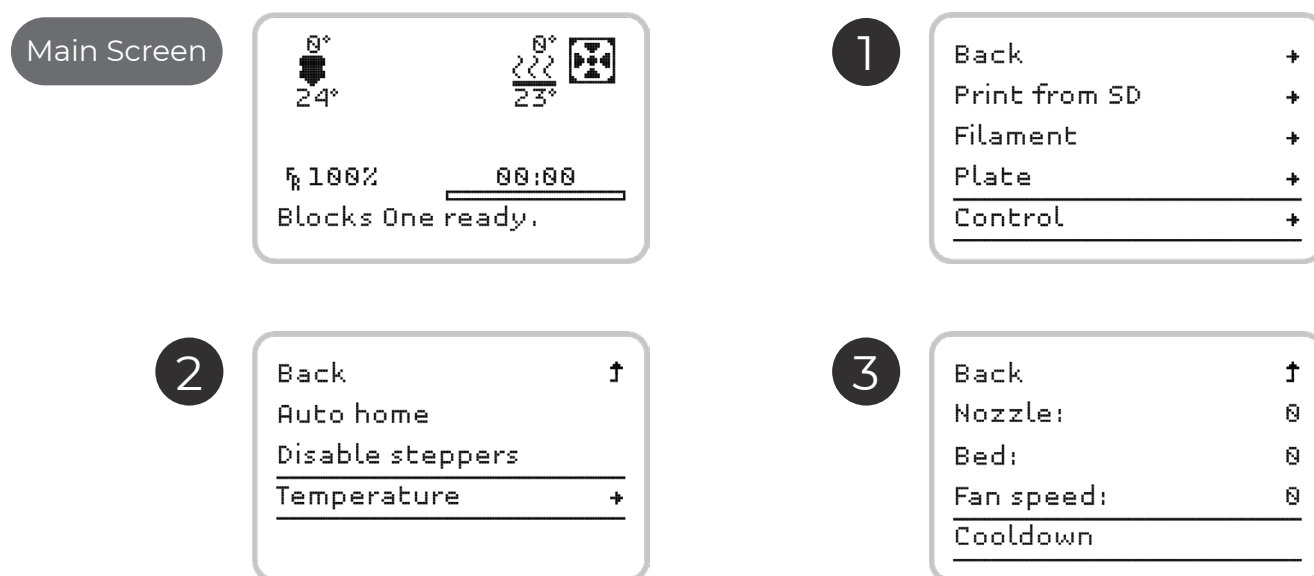 Main Screen
0° 0°
24° 23°
FR 100% 00:00
Blocks One ready.
1
Back
Print from SD
Filament
Plate
Control
2
Back
Auto home
Disable steppers
Temperature
3
Back
Nozzle: 0
Bed: 0
Fan speed: 0
Cooldown